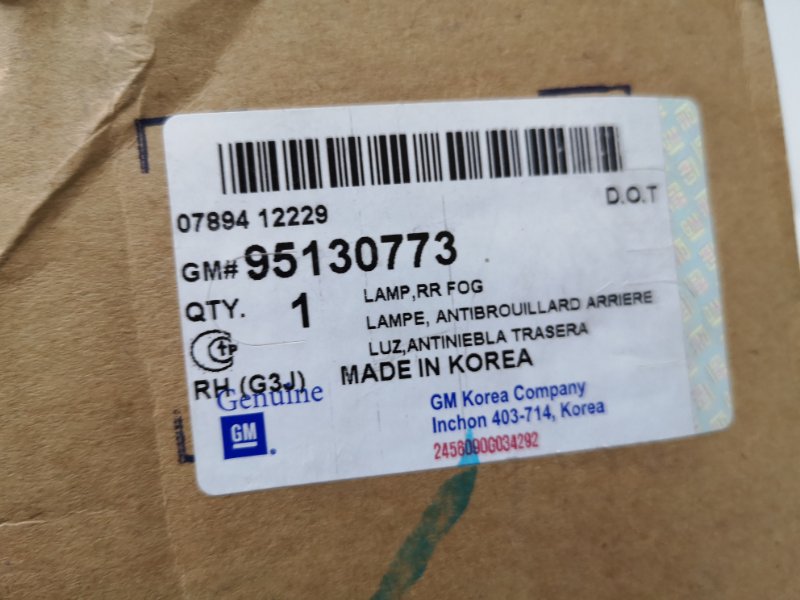 07894 12229
D.O.T
GM# 95130773
QTY. 1
LAMP,RR FOG
LAMPE, ANTIBROUILLARD ARRIERE
LUZ,ANTINIEBLA TRASERA
RH (G3J)
MADE IN KOREA
Genuine
GM
GM Korea Company
Inchon 403-714, Korea